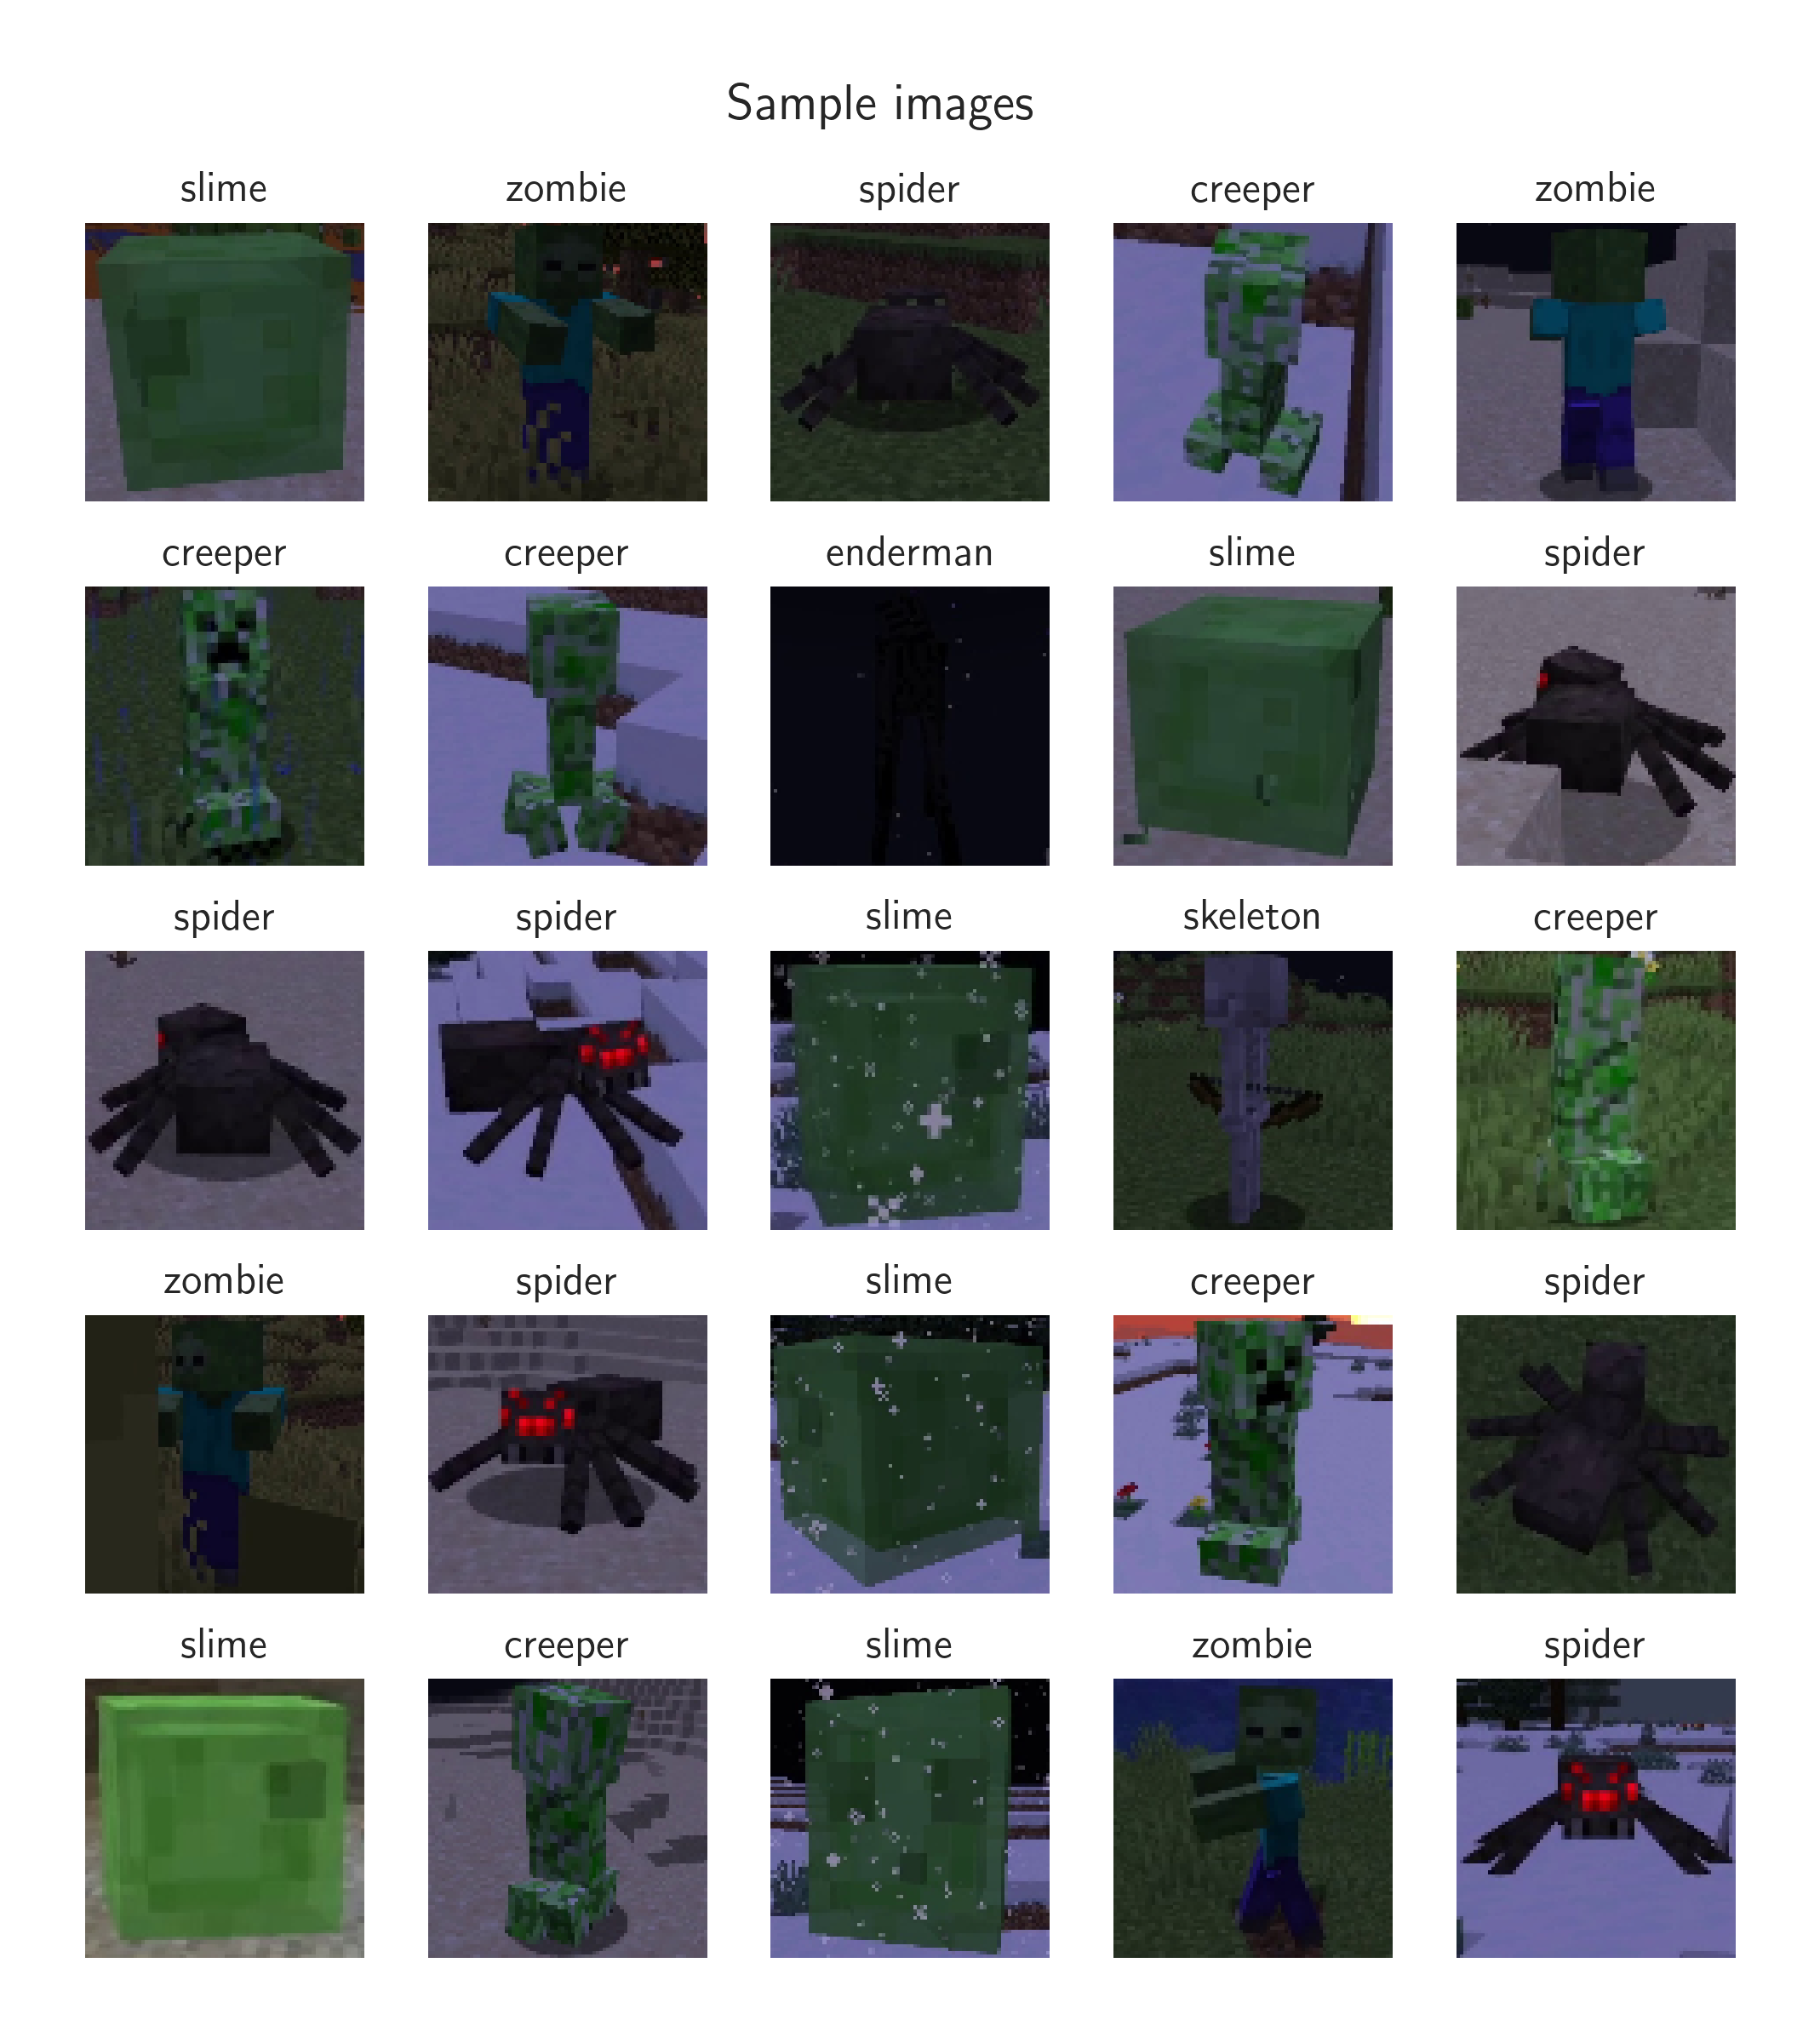 Sample images
slime zombie spider creeper zombie
creeper creeper enderman slime spider
spider spider slime skeleton creeper
zombie spider slime creeper spider
slime creeper slime zombie spider